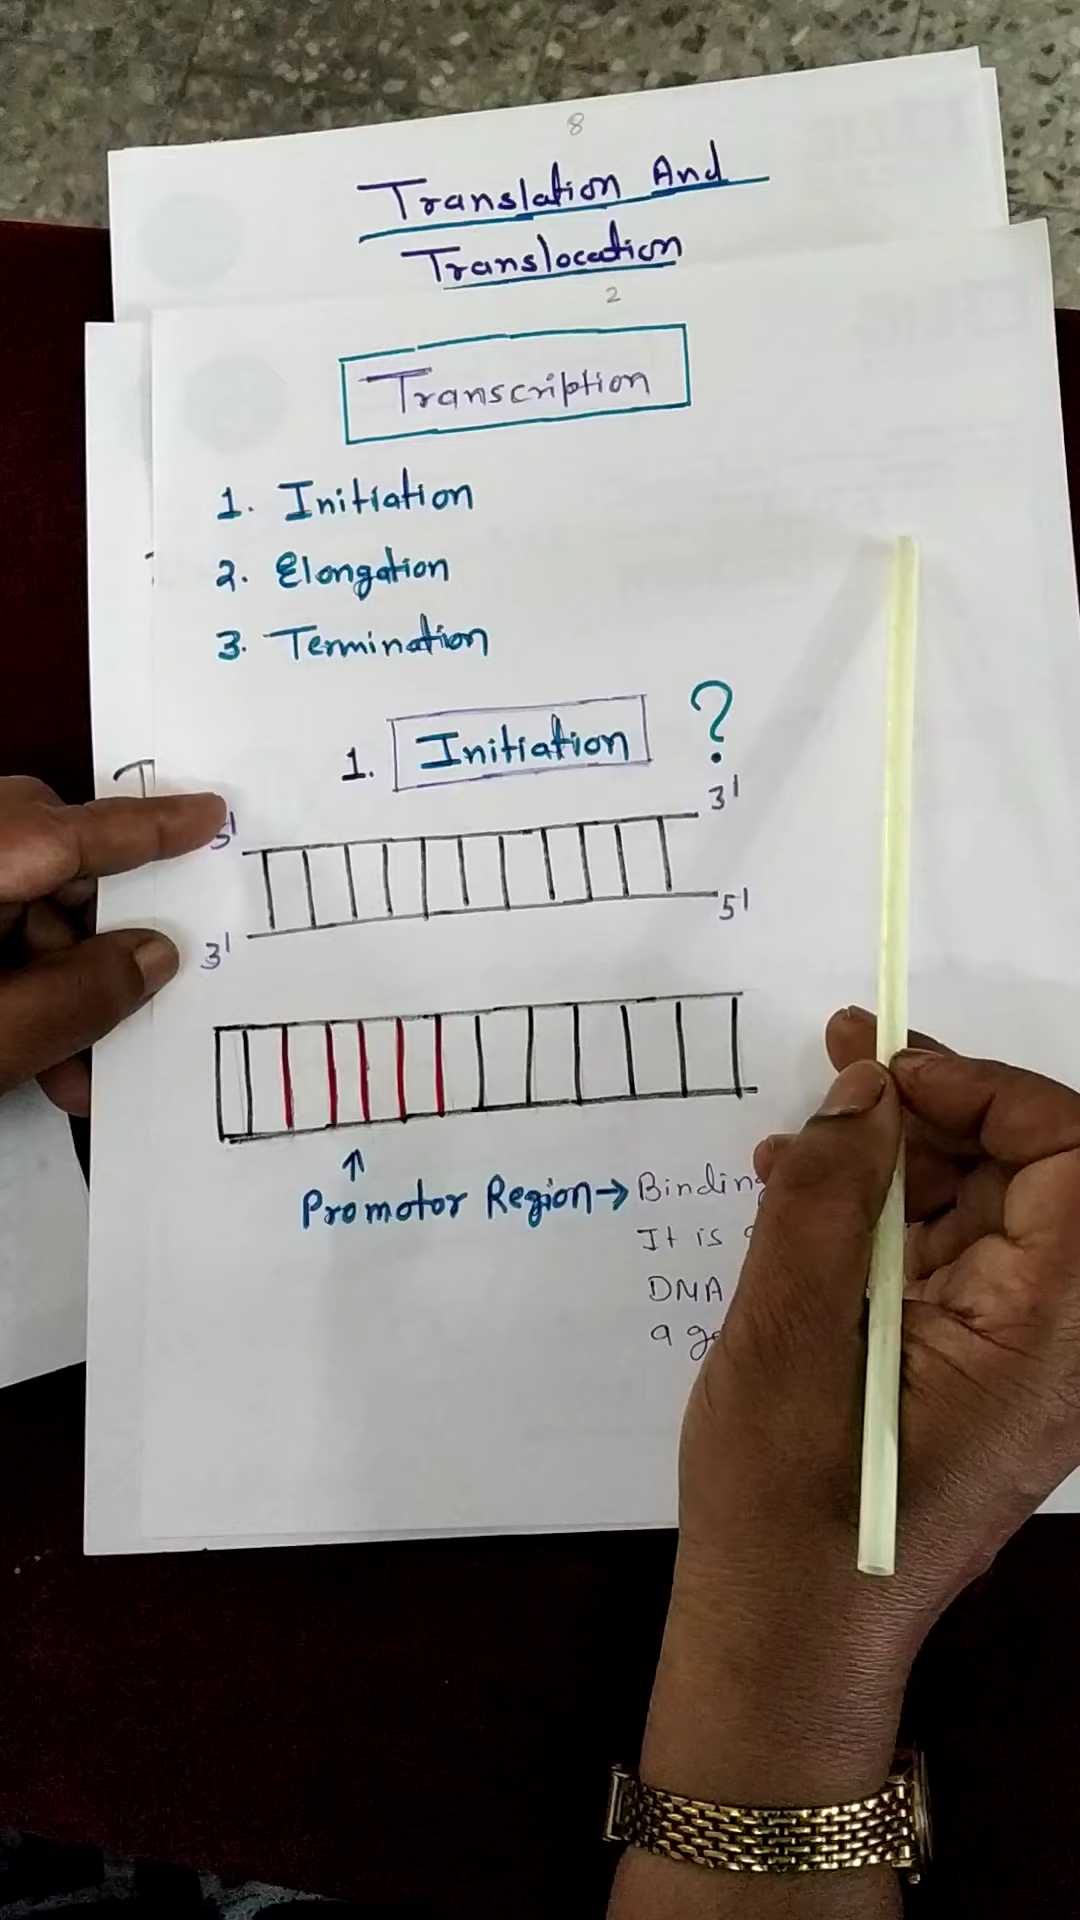 8
Translation And
Translocation
2
Transcription
1. Initiation
2. Elongation
3. Termination
1. Initiation ?
5' 3'
3' 5'
↑
Promotor Region → Binding
It is
DNA
a